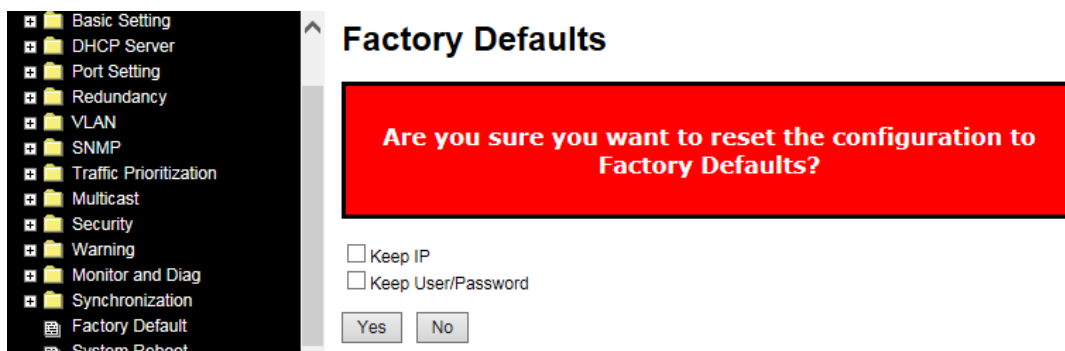 Basic Setting
DHCP Server
Port Setting
Redundancy
VLAN
SNMP
Traffic Prioritization
Multicast
Security
Warning
Monitor and Diag
Synchronization
Factory Default
System Reboot
Factory Defaults
Are you sure you want to reset the configuration to
Factory Defaults?
Keep IP
Keep User/Password
Yes No